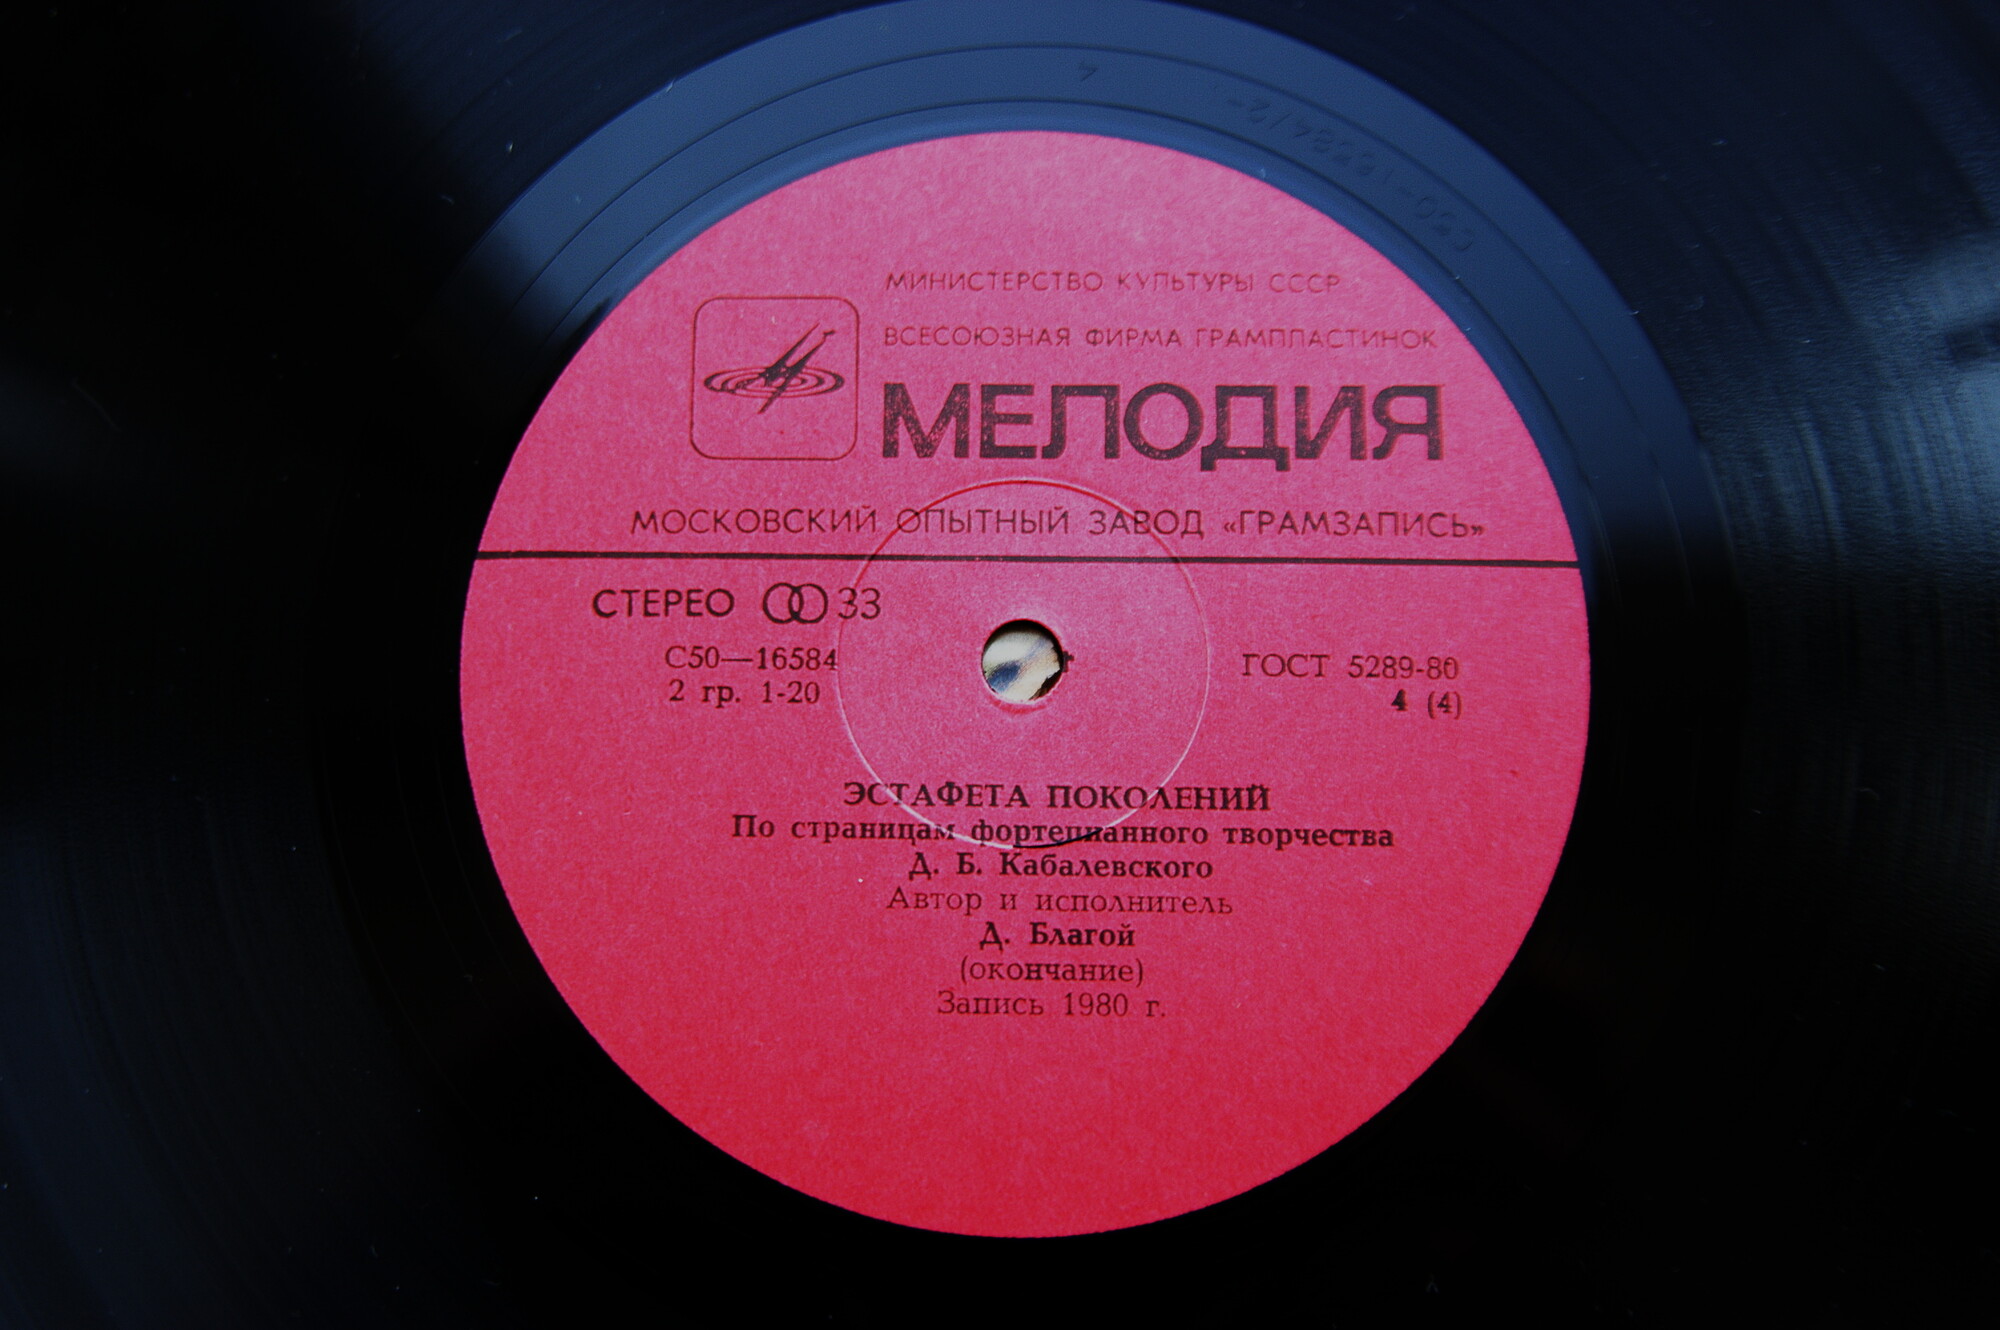 МИНИСТЕРСТВО КУЛЬТУРЫ СССР
ВСЕСОЮЗНАЯ ФИРМА ГРАМПЛАСТИНОК
МЕЛОДИЯ
МОСКОВСКИЙ ОПЫТНЫЙ ЗАВОД «ГРАМЗАПИСЬ»
СТЕРЕО 33
С50—16584
2 гр. 1-20
ГОСТ 5289-80
4 (4)
ЭСТАФЕТА ПОКОЛЕНИЙ
По страницам фортепианного творчества
Д. Б. Кабалевского
Автор и исполнитель
Д. Благой
(окончание)
Запись 1980 г.